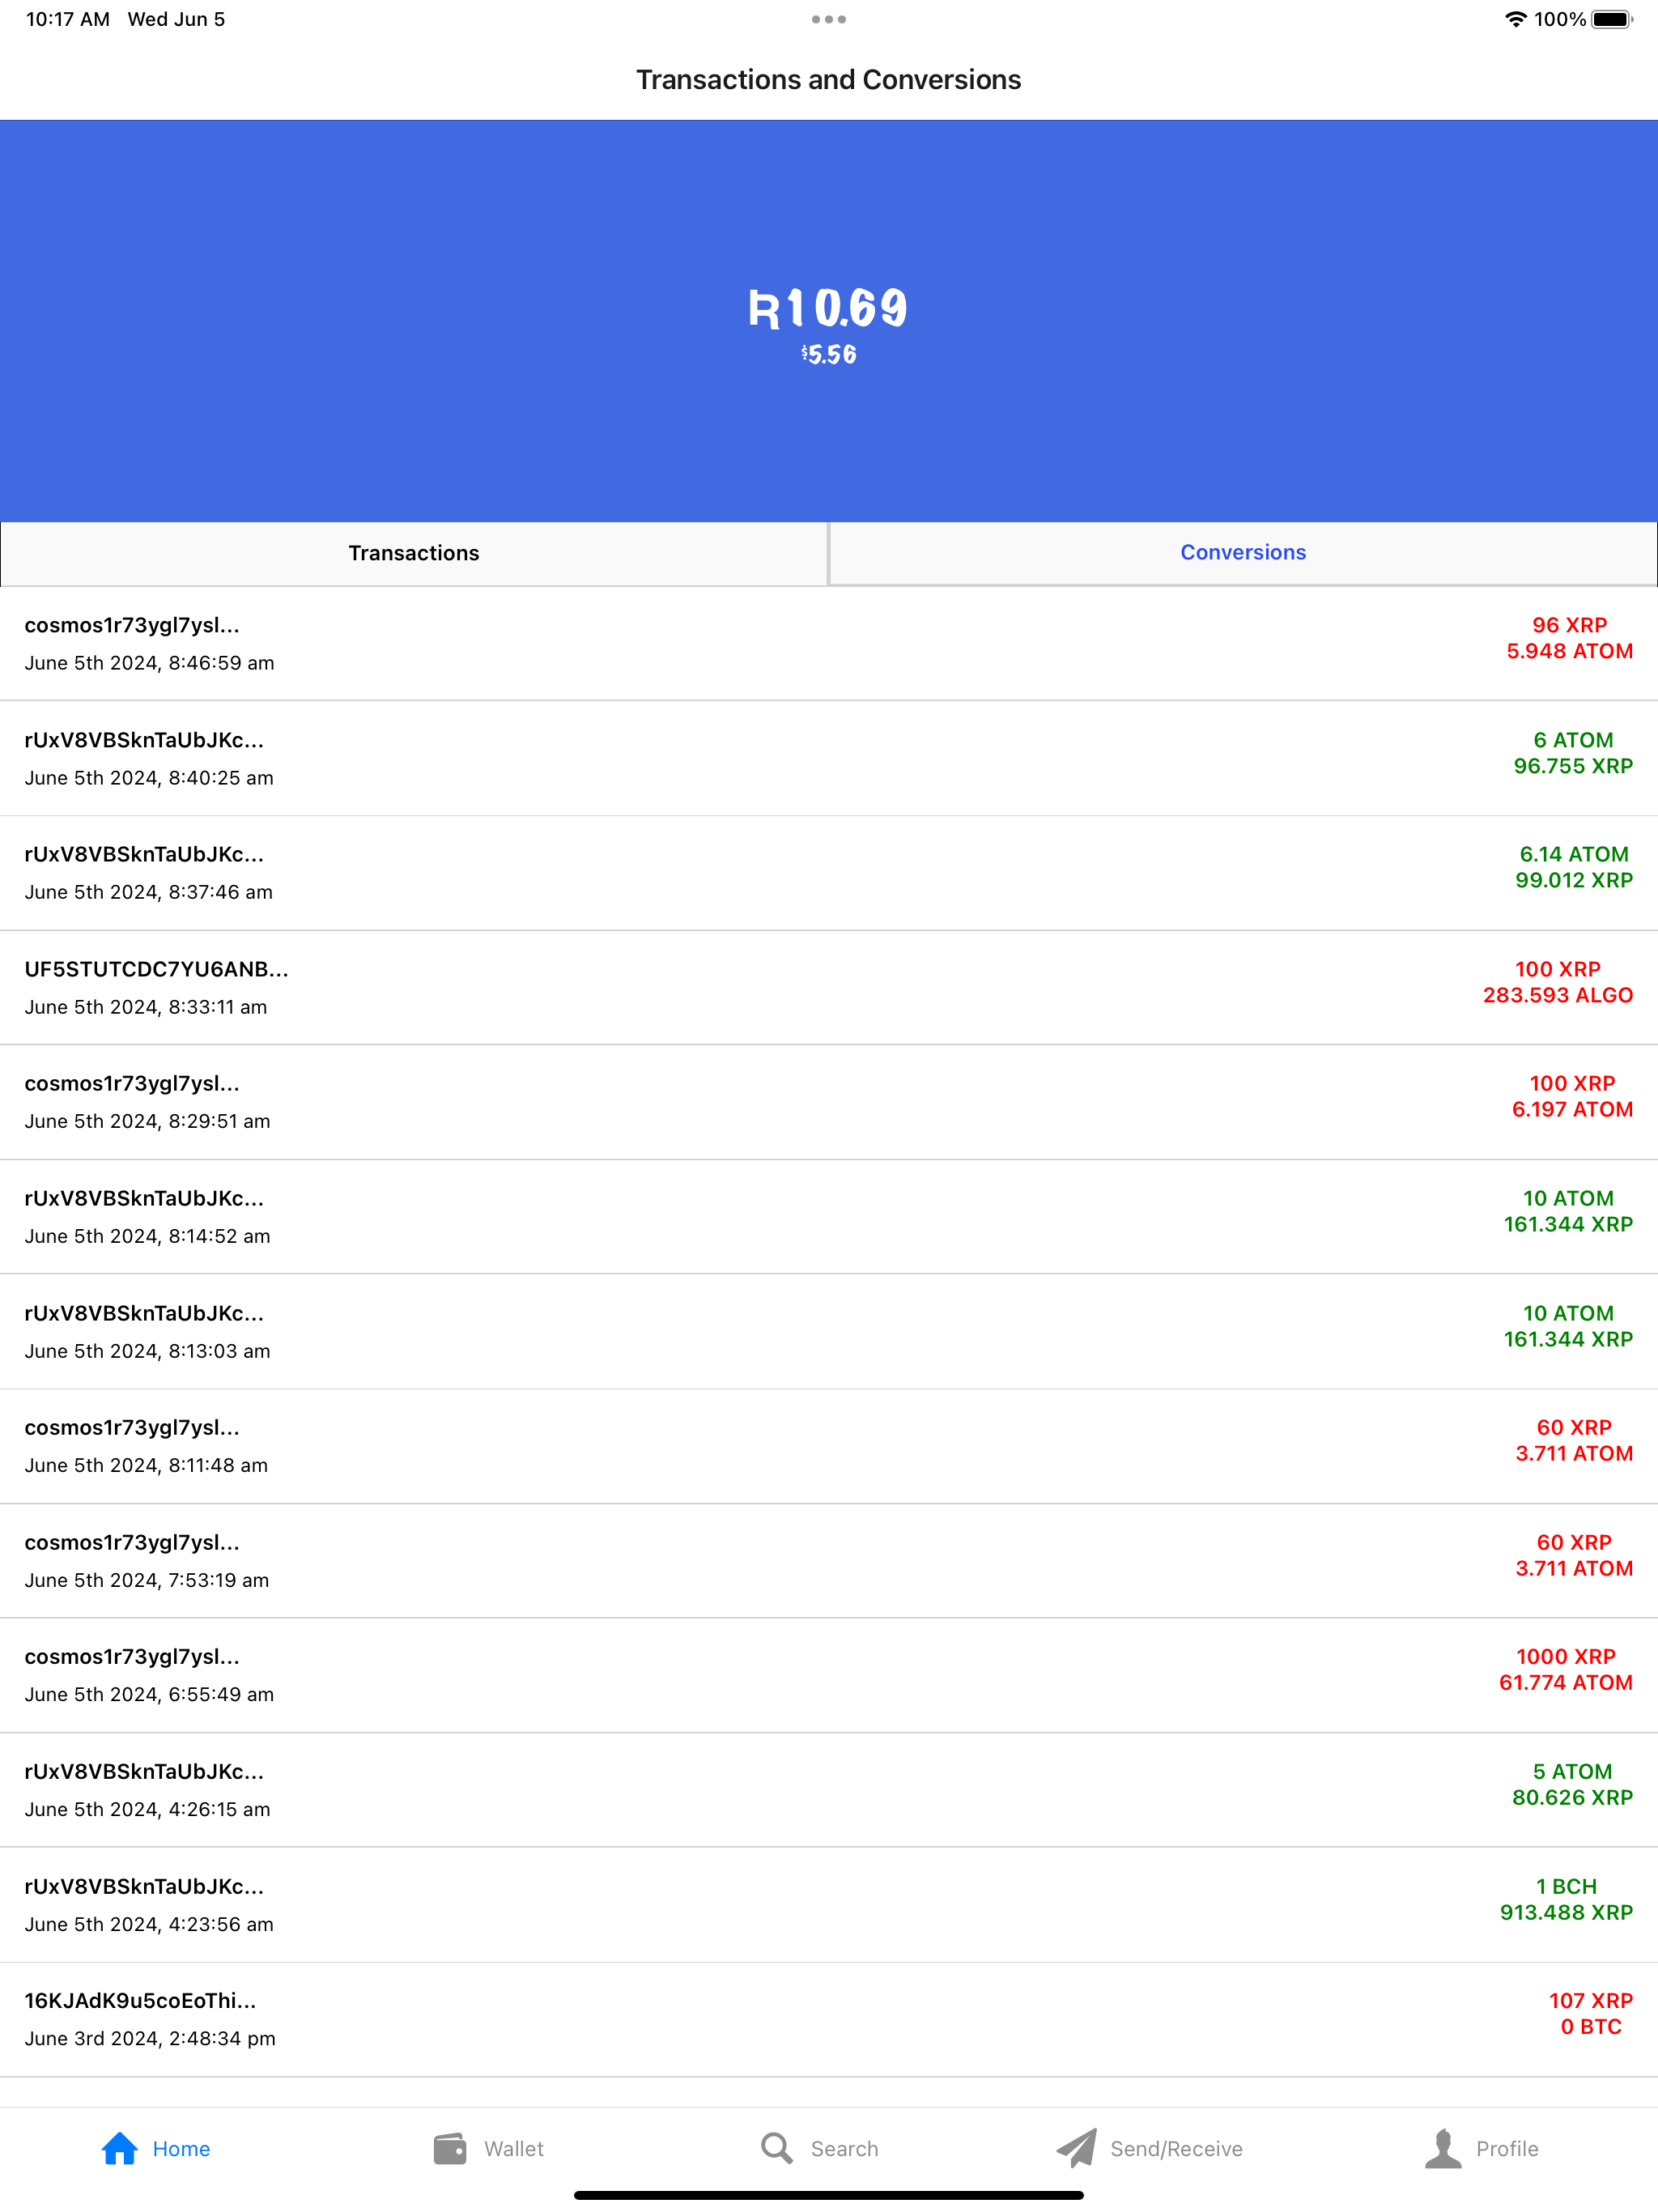 10:17 AM Wed Jun 5
100%
Transactions and Conversions
R10.69
$5.56
Transactions
Conversions
cosmos1r73ygl7ysl...
96 XRP
June 5th 2024, 8:46:59 am
5.948 ATOM
rUxV8VBSknTaUbJKc...
6 ATOM
June 5th 2024, 8:40:25 am
96.755 XRP
rUxV8VBSknTaUbJKc...
6.14 ATOM
June 5th 2024, 8:37:46 am
99.012 XRP
UF5STUTCDC7YU6ANB...
100 XRP
June 5th 2024, 8:33:11 am
283.593 ALGO
cosmos1r73ygl7ysl...
100 XRP
June 5th 2024, 8:29:51 am
6.197 ATOM
rUxV8VBSknTaUbJKc...
10 ATOM
June 5th 2024, 8:14:52 am
161.344 XRP
rUxV8VBSknTaUbJKc...
10 ATOM
June 5th 2024, 8:13:03 am
161.344 XRP
cosmos1r73ygl7ysl...
60 XRP
June 5th 2024, 8:11:48 am
3.711 ATOM
cosmos1r73ygl7ysl...
60 XRP
June 5th 2024, 7:53:19 am
3.711 ATOM
cosmos1r73ygl7ysl...
1000 XRP
June 5th 2024, 6:55:49 am
61.774 ATOM
rUxV8VBSknTaUbJKc...
5 ATOM
June 5th 2024, 4:26:15 am
80.626 XRP
rUxV8VBSknTaUbJKc...
1 BCH
June 5th 2024, 4:23:56 am
913.488 XRP
16KJAdK9u5coEoThi...
107 XRP
June 3rd 2024, 2:48:34 pm
0 BTC
Home
Wallet
Search
Send/Receive
Profile